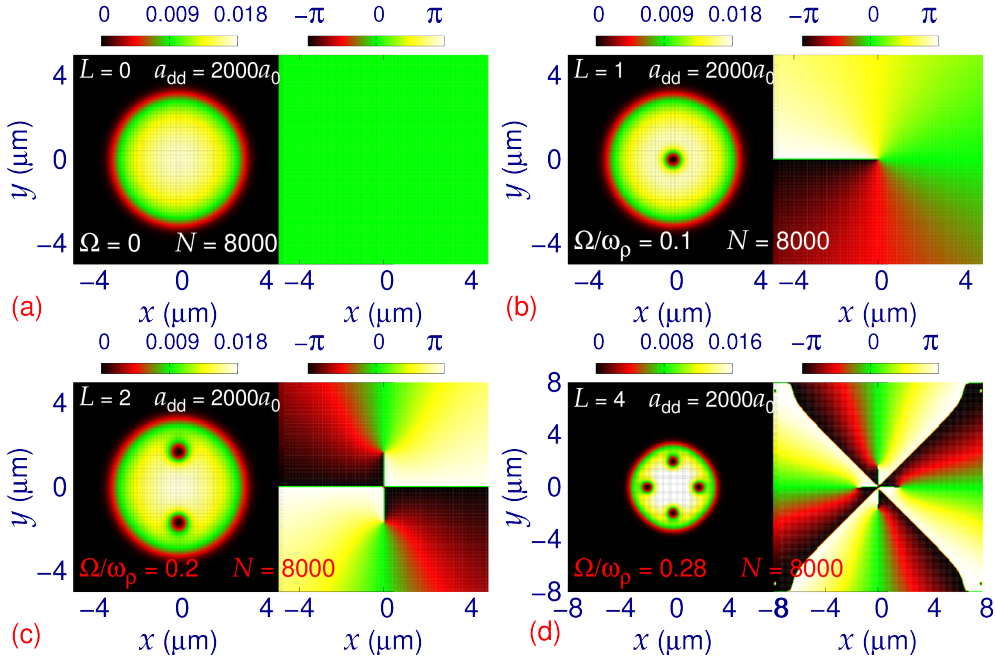 0 0.009 0.018 −π 0 π
L = 0 a_dd = 2000a_0
Ω = 0 N = 8000
4
0
−4
y (μm)
−4 0 4 −4 0 4
(a) x (μm) x (μm)
0 0.009 0.018 −π 0 π
L = 1 a_dd = 2000a_0
Ω/ω_ρ = 0.1 N = 8000
4
0
−4
y (μm)
−4 0 4 −4 0 4
(b) x (μm) x (μm)
0 0.009 0.018 −π 0 π
L = 2 a_dd = 2000a_0
Ω/ω_ρ = 0.2 N = 8000
4
0
−4
y (μm)
−4 0 4 −4 0 4
(c) x (μm) x (μm)
0 0.008 0.016 −π 0 π
L = 4 a_dd = 2000a_0
Ω/ω_ρ = 0.28 N = 8000
8
4
0
−4
−8
y (μm)
−8 −4 0 4 8 −8 −4 0 4 8
(d) x (μm) x (μm)